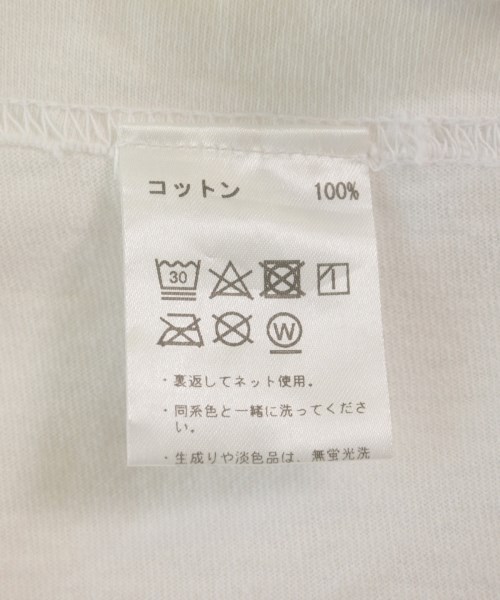 コットン 100%
30
W
・裏返してネット使用。
・同系色と一緒に洗ってくださ
い。
・生成りや淡色品は、無蛍光洗